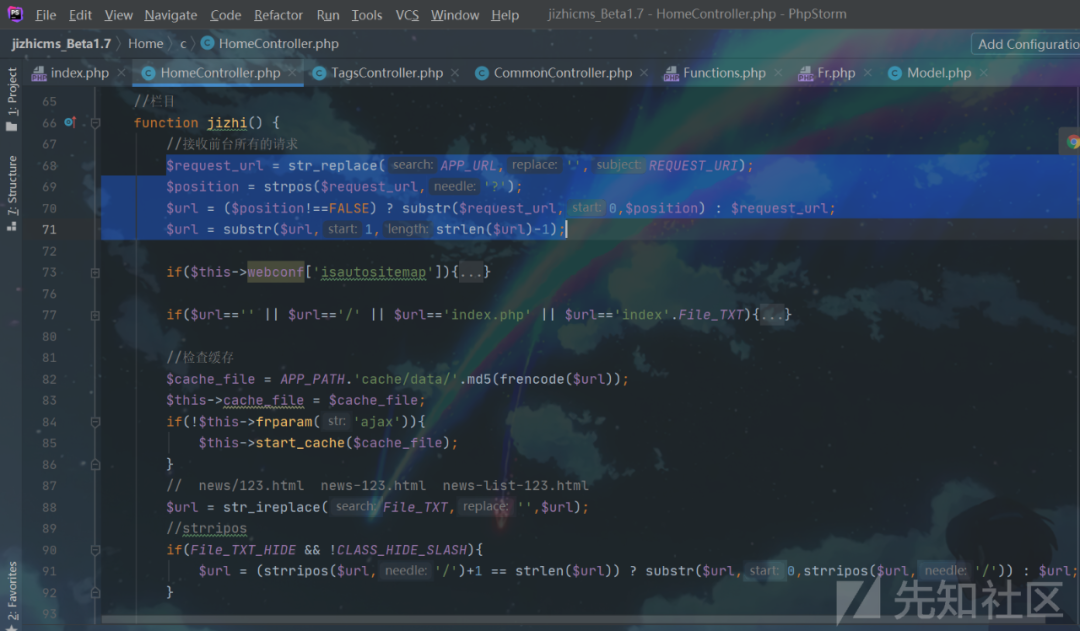 PS File Edit View Navigate Code Refactor Run Tools VCS Window Help jizhicms_Beta1.7 - HomeController.php - PhpStorm
jizhicms_Beta1.7 Home c C HomeController.php Add Configuratio
index.php × C HomeController.php × C TagsController.php × C CommonController.php × Functions.php × Fr.php × C Model.php ×
1: Project
7: Structure
2: Favorites
65 //栏目
66 function jizhi() {
67 //接收前台所有的请求
68 $request_url = str_replace( search: APP_URL, replace: '', subject: REQUEST_URI);
69 $position = strpos($request_url, needle: '?');
70 $url = ($position!==FALSE) ? substr($request_url, start: 0,$position) : $request_url;
71 $url = substr($url, start: 1, length: strlen($url)-1);
72
73 if($this->webconf['isautositemap']){...}
76
77 if($url=='' || $url=='/' || $url=='index.php' || $url=='index'.File_TXT){...}
80
81 //检查缓存
82 $cache_file = APP_PATH.'cache/data/'.md5(frencode($url));
83 $this->cache_file = $cache_file;
84 if(!$this->frparam( str: 'ajax')){
85 $this->start_cache($cache_file);
86 }
87 // news/123.html news-123.html news-list-123.html
88 $url = str_ireplace( search: File_TXT, replace: '',$url);
89 //strripos
90 if(File_TXT_HIDE && !CLASS_HIDE_SLASH){
91 $url = (strripos($url, needle: '/')+1 == strlen($url)) ? substr($url, start: 0,strripos($url, needle: '/')) : $url;
92 }
93
先知社区